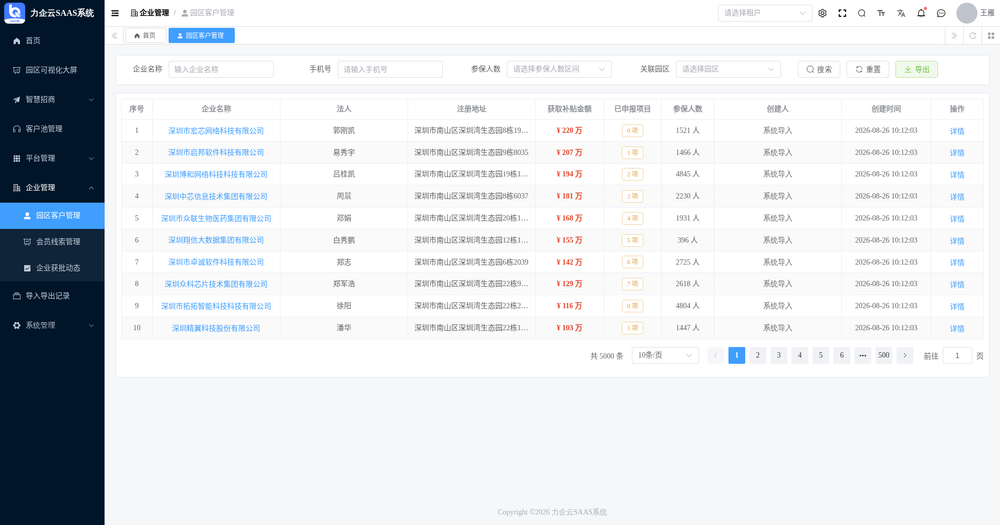 力企云SAAS系统
首页
园区可视化大屏
智慧招商
客户池管理
平台管理
企业管理
园区客户管理
会员线索管理
企业获批动态
导入导出记录
系统管理
企业管理 / 园区客户管理
请选择租户
王雁
首页 园区客户管理
企业名称 输入企业名称 手机号 请输入手机号 参保人数 请选择参保人数区间 关联园区 请选择园区 搜索 重置 导出
序号 企业名称 法人 注册地址 获取补贴金额 已申报项目 参保人数 创建人 创建时间 操作
1 深圳市宏芯网络科技有限公司 郭刚凯 深圳市南山区深圳湾生态园8栋19… ¥ 220 万 0 项 1521 人 系统导入 2026-08-26 10:12:03 详情
2 深圳市启邦软件科技有限公司 易秀宇 深圳市南山区深圳湾生态园9栋8035 ¥ 207 万 1 项 1466 人 系统导入 2026-08-26 10:12:03 详情
3 深圳博和网络科技科技有限公司 吕桂凯 深圳市南山区深圳湾生态园19栋1… ¥ 194 万 2 项 4845 人 系统导入 2026-08-26 10:12:03 详情
4 深圳中芯信息技术集团有限公司 周晨 深圳市南山区深圳湾生态园8栋6037 ¥ 181 万 3 项 2230 人 系统导入 2026-08-26 10:12:03 详情
5 深圳市众联生物医药集团有限公司 邓娟 深圳市南山区深圳湾生态园20栋1… ¥ 168 万 4 项 1931 人 系统导入 2026-08-26 10:12:03 详情
6 深圳翔信大数据集团有限公司 白秀鹏 深圳市南山区深圳湾生态园12栋1… ¥ 155 万 5 项 396 人 系统导入 2026-08-26 10:12:03 详情
7 深圳市卓诚软件科技有限公司 郑志 深圳市南山区深圳湾生态园6栋2039 ¥ 142 万 6 项 2725 人 系统导入 2026-08-26 10:12:03 详情
8 深圳众科芯片技术集团有限公司 郑军浩 深圳市南山区深圳湾生态园22栋9… ¥ 129 万 7 项 2618 人 系统导入 2026-08-26 10:12:03 详情
9 深圳市拓拓智能科技科技有限公司 徐阳 深圳市南山区深圳湾生态园22栋2… ¥ 116 万 0 项 4804 人 系统导入 2026-08-26 10:12:03 详情
10 深圳精翼科技股份有限公司 潘华 深圳市南山区深圳湾生态园22栋1… ¥ 103 万 1 项 1447 人 系统导入 2026-08-26 10:12:03 详情
共 5000 条 10条/页 1 2 3 4 5 6 ••• 500 前往 1 页
Copyright ©2026 力企云SAAS系统